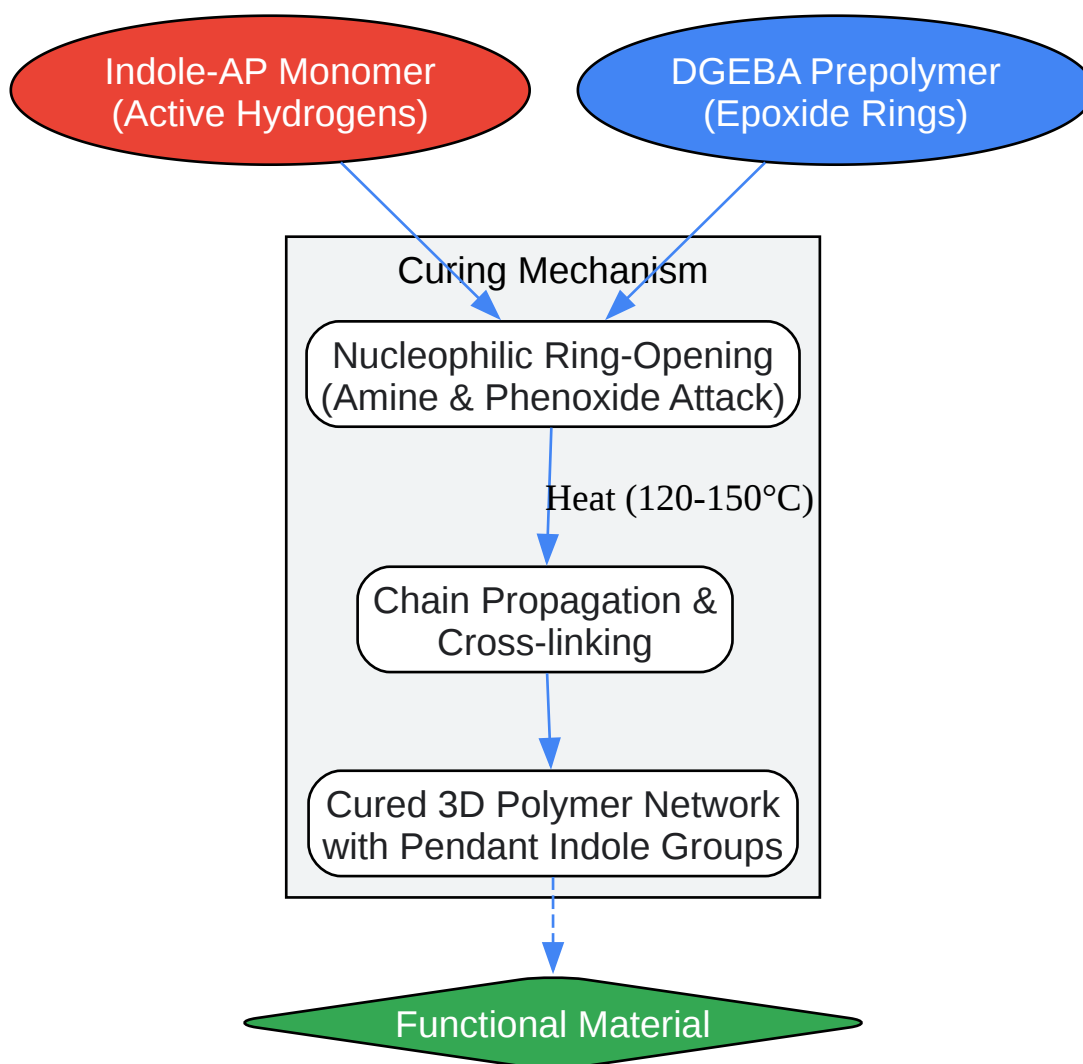 Indole-AP Monomer
(Active Hydrogens)
DGEBA Prepolymer
(Epoxide Rings)
Curing Mechanism
Nucleophilic Ring-Opening
(Amine & Phenoxide Attack)
Heat (120-150°C)
Chain Propagation &
Cross-linking
Cured 3D Polymer Network
with Pendant Indole Groups
Functional Material